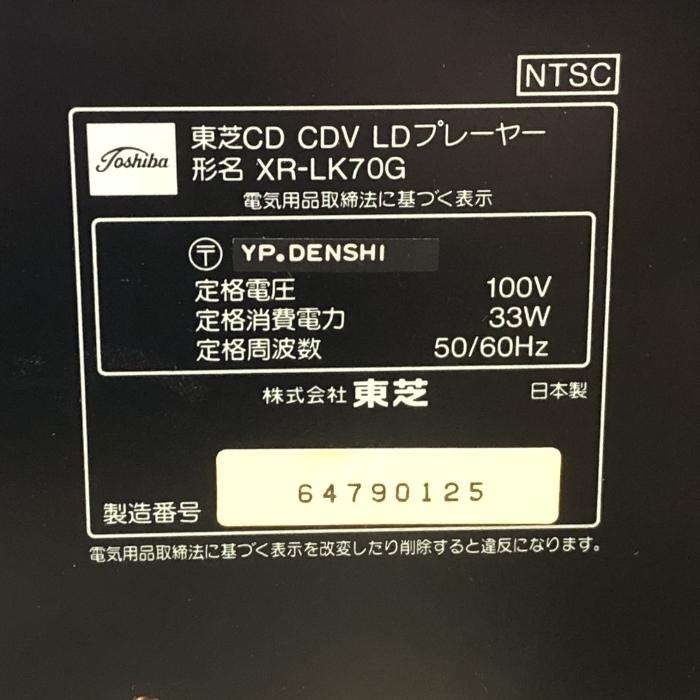 NTSC
Toshiba
東芝CD CDV LDプレーヤー
形名 XR-LK70G
電気用品取締法に基づく表示
〒 YP.DENSHI
定格電圧 100V
定格消費電力 33W
定格周波数 50/60Hz
株式会社 東芝 日本製
製造番号 64790125
電気用品取締法に基づく表示を改変したり削除すると違反になります。